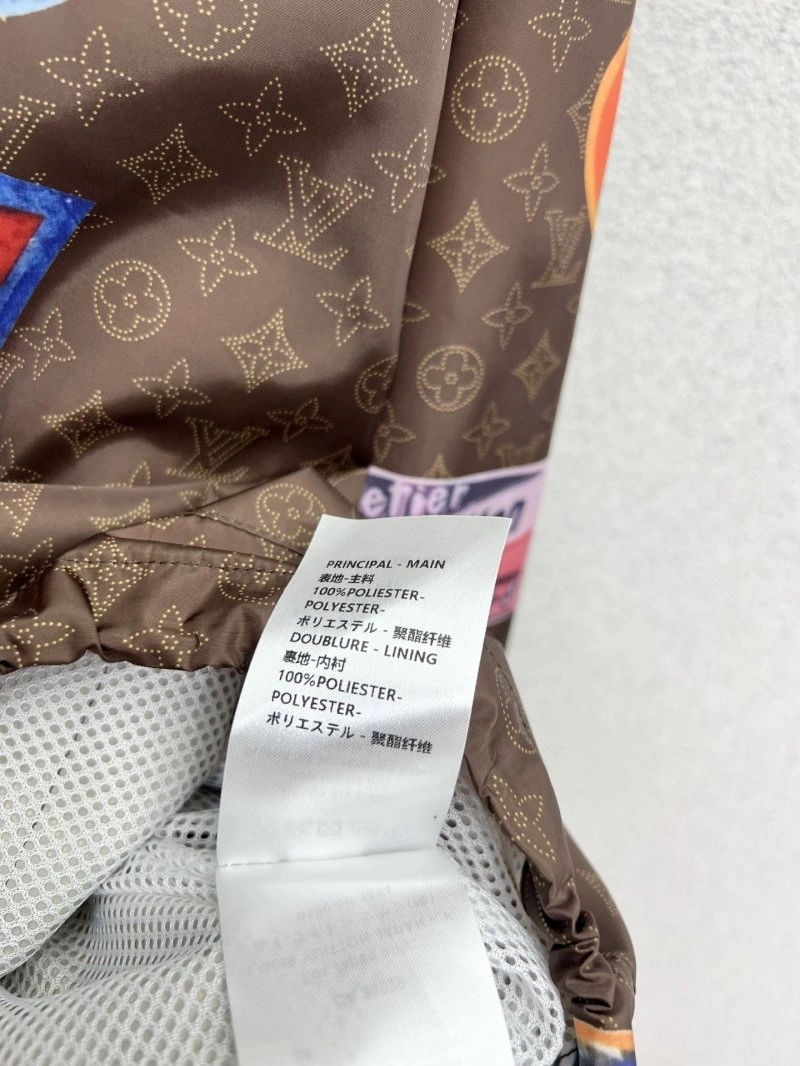 efier
PRINCIPAL - MAIN
表地-主料
100%POLIESTER-
POLYESTER-
ポリエステル - 聚酯纤维
DOUBLURE - LINING
裏地-内衬
100%POLIESTER-
POLYESTER-
ポリエステル - 聚酯纤维